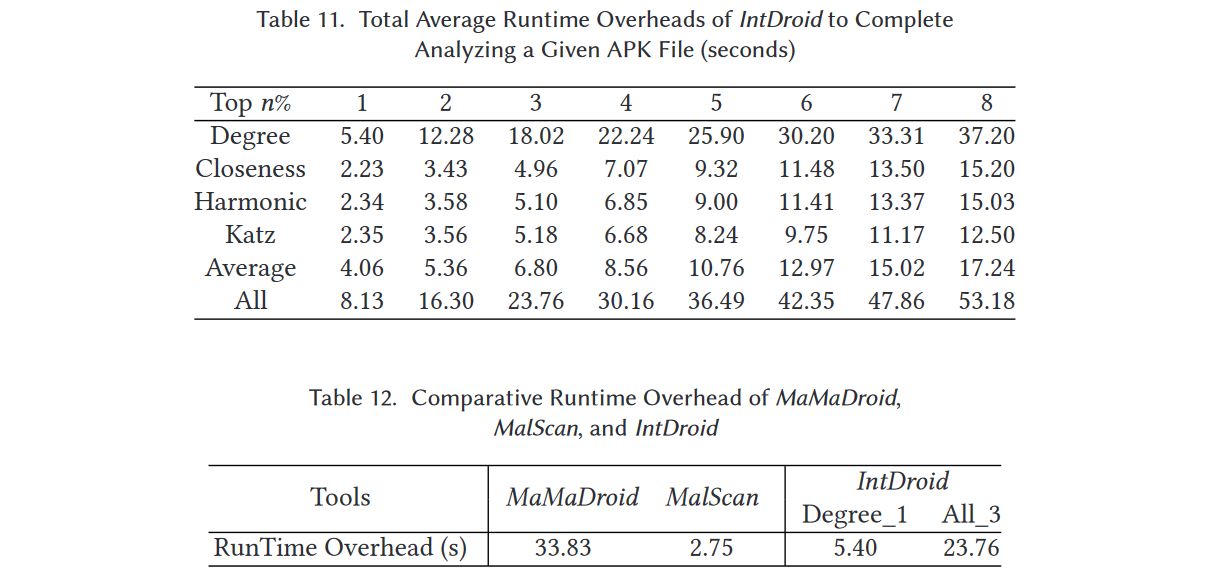 Table 11. Total Average Runtime Overheads of IntDroid to Complete
Analyzing a Given APK File (seconds)
Top n% 1 2 3 4 5 6 7 8
Degree 5.40 12.28 18.02 22.24 25.90 30.20 33.31 37.20
Closeness 2.23 3.43 4.96 7.07 9.32 11.48 13.50 15.20
Harmonic 2.34 3.58 5.10 6.85 9.00 11.41 13.37 15.03
Katz 2.35 3.56 5.18 6.68 8.24 9.75 11.17 12.50
Average 4.06 5.36 6.80 8.56 10.76 12.97 15.02 17.24
All 8.13 16.30 23.76 30.16 36.49 42.35 47.86 53.18
Table 12. Comparative Runtime Overhead of MaMaDroid,
MalScan, and IntDroid
Tools MaMaDroid MalScan IntDroid
Degree_1 All_3
RunTime Overhead (s) 33.83 2.75 5.40 23.76